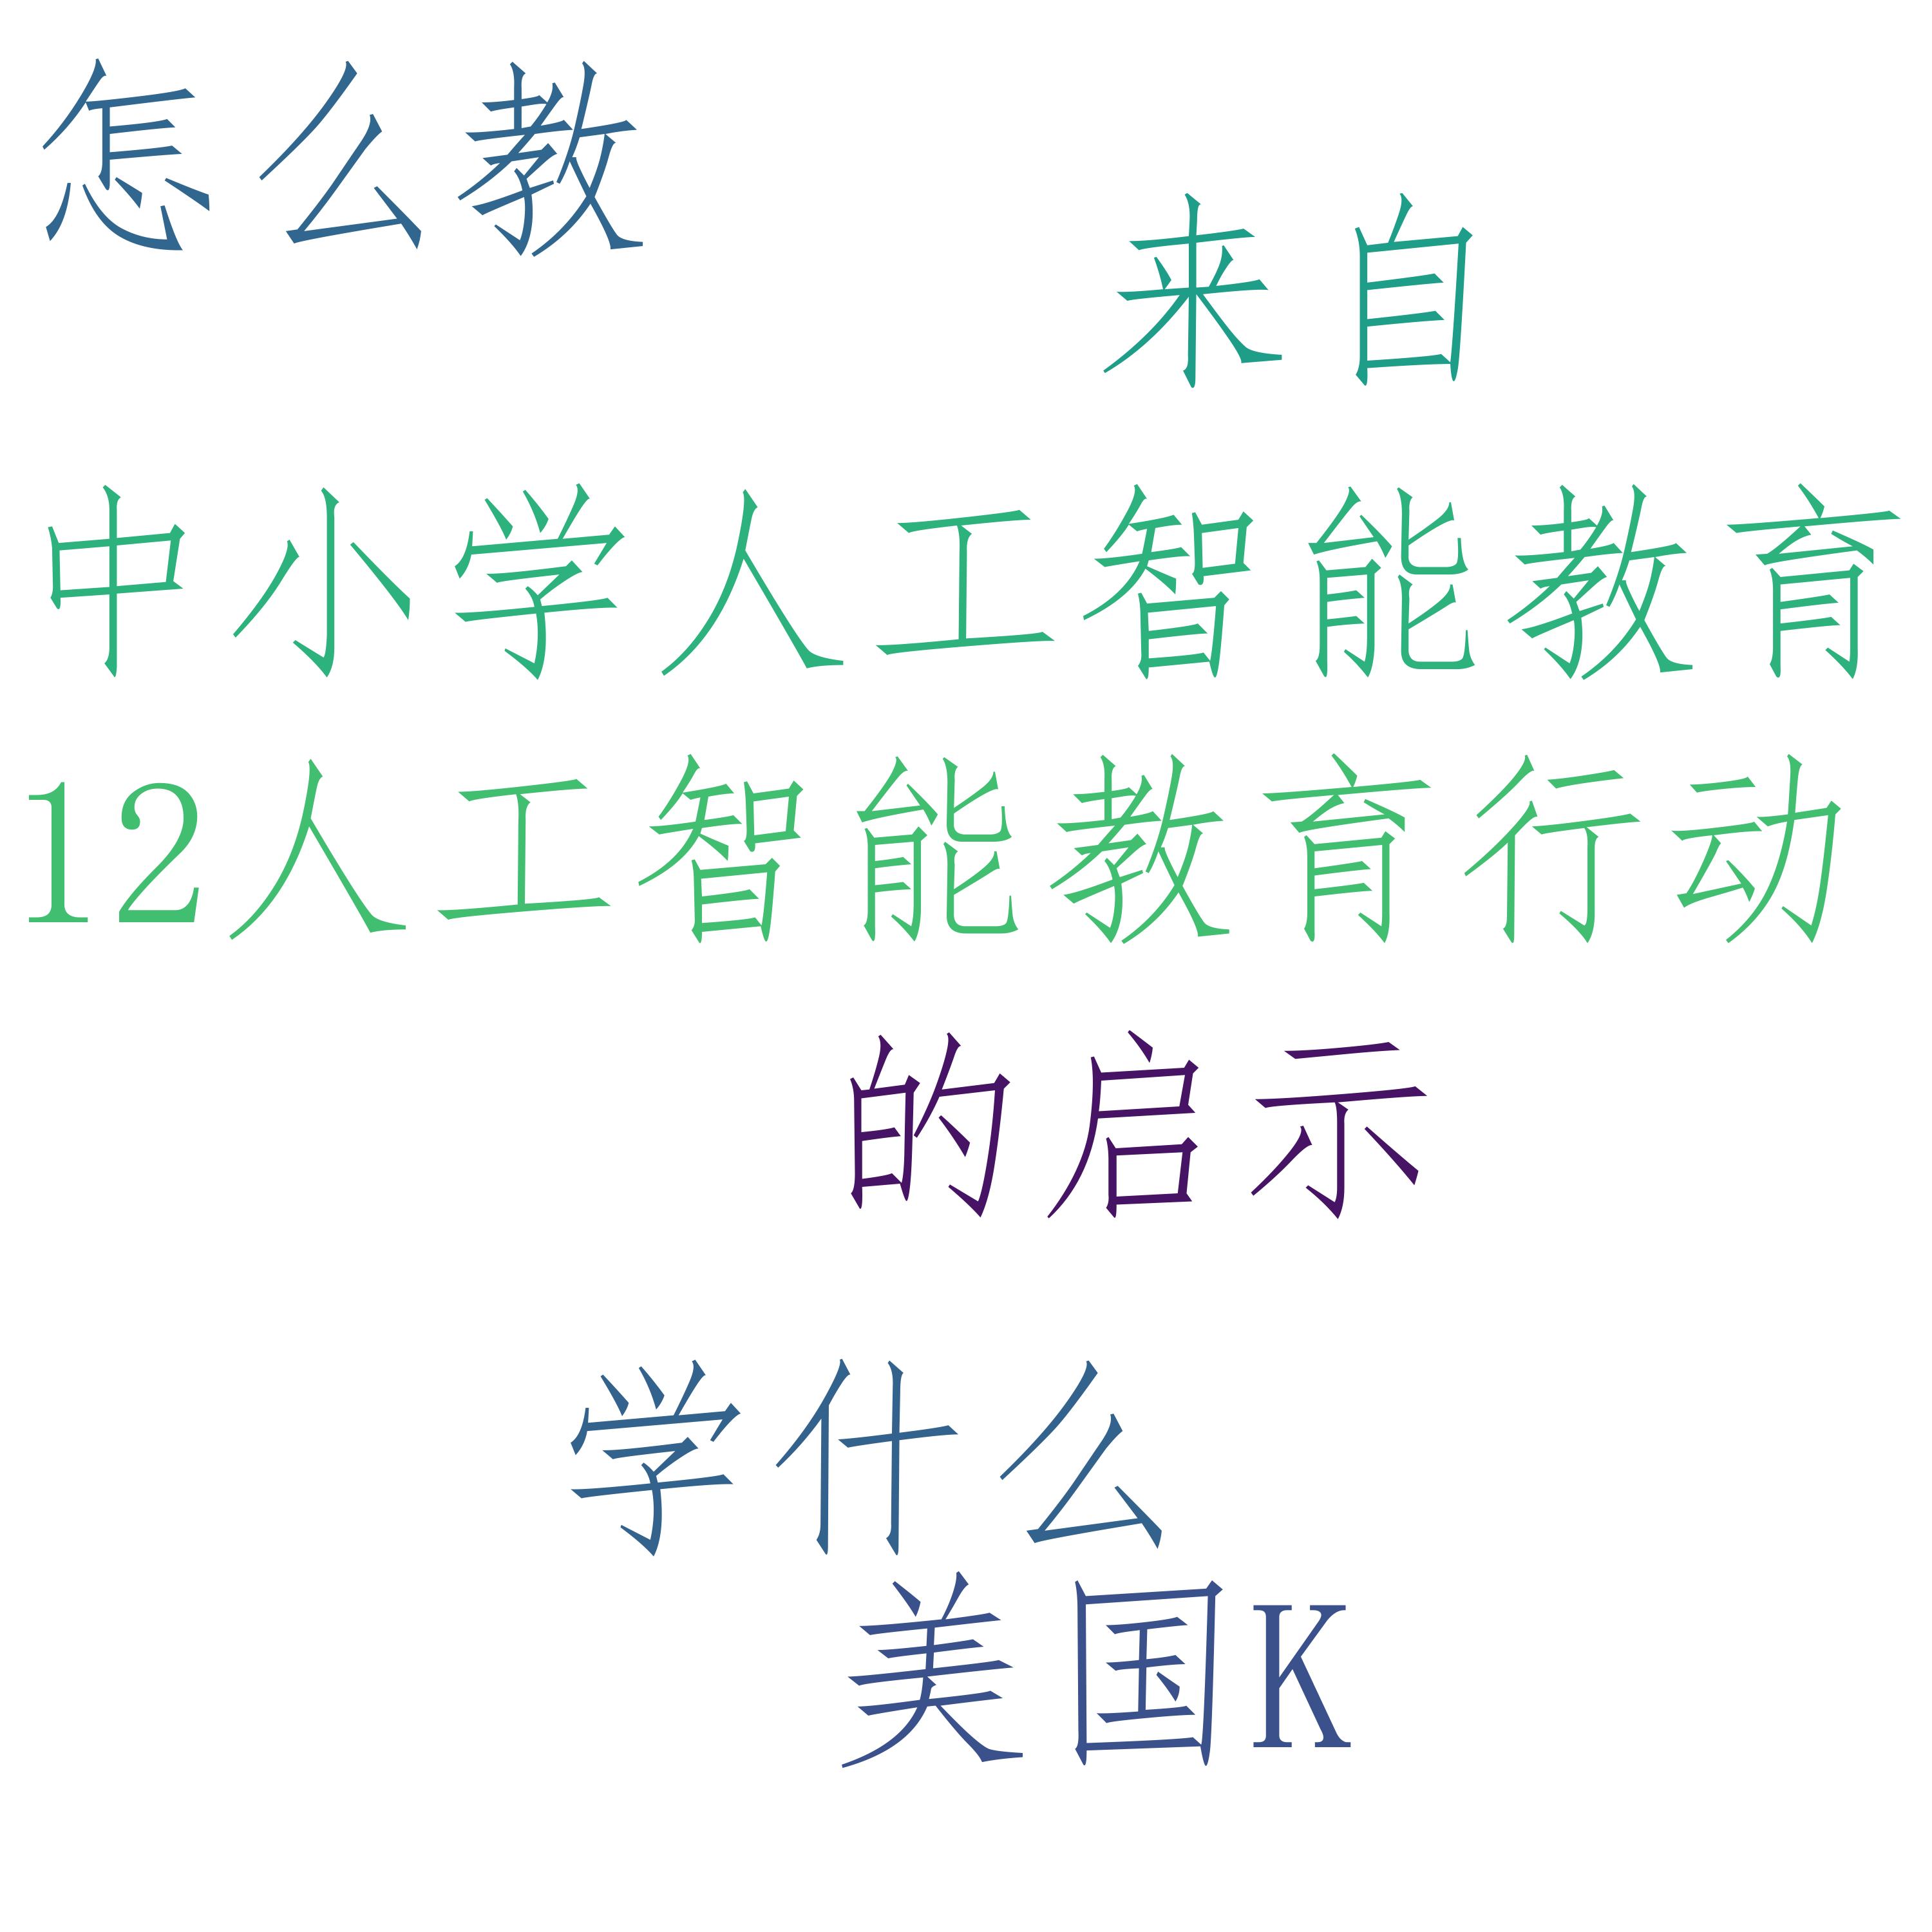 怎么教
来自
中小学人工智能教育
12人工智能教育行动
的启示
学什么
美国K